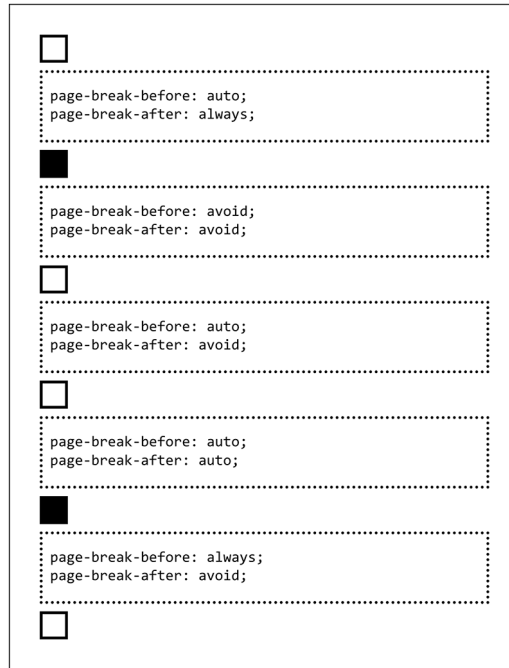 page-break-before: auto;
page-break-after: always;
page-break-before: avoid;
page-break-after: avoid;
page-break-before: auto;
page-break-after: avoid;
page-break-before: auto;
page-break-after: auto;
page-break-before: always;
page-break-after: avoid;